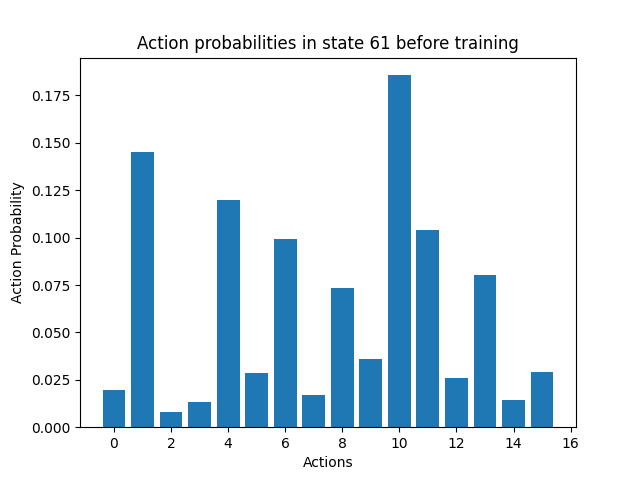 Action probabilities in state 61 before training
0.175
0.150
0.125
0.100
0.075
0.050
0.025
0.000
Action Probability
0 2 4 6 8 10 12 14 16
Actions